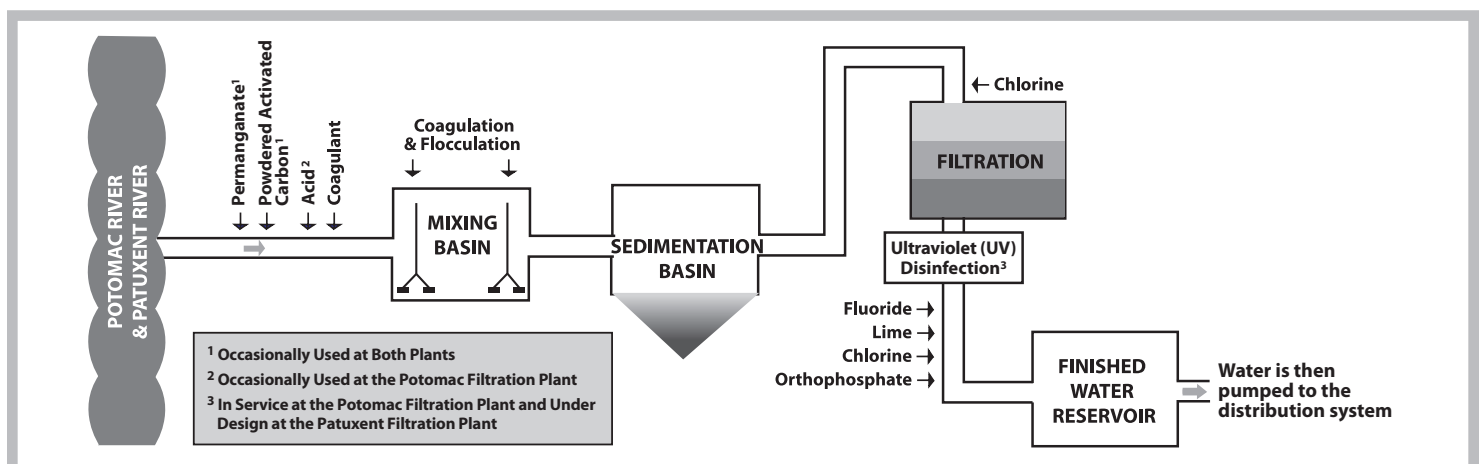 POTOMAC RIVER
& PATUXENT RIVER
Permanganate¹
Powdered Activated
Carbon¹
Acid²
Coagulant
Coagulation
& Flocculation
MIXING
BASIN
SEDIMENTATION
BASIN
Chlorine
FILTRATION
Ultraviolet (UV)
Disinfection³
Fluoride
Lime
Chlorine
Orthophosphate
FINISHED
WATER
RESERVOIR
Water is then
pumped to the
distribution system
¹ Occasionally Used at Both Plants
² Occasionally Used at the Potomac Filtration Plant
³ In Service at the Potomac Filtration Plant and Under
Design at the Patuxent Filtration Plant